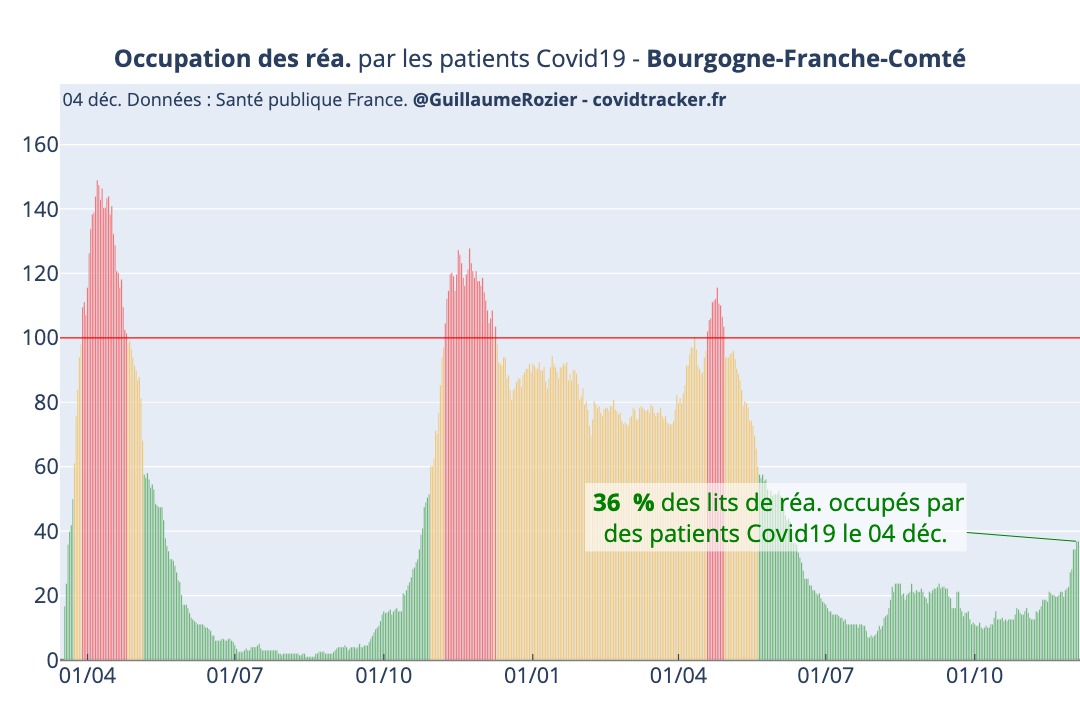 Occupation des réa. par les patients Covid19 - Bourgogne-Franche-Comté
04 déc. Données : Santé publique France. @GuillaumeRozier - covidtracker.fr
160
140
120
100
80
60
40
20
0
36 % des lits de réa. occupés par
des patients Covid19 le 04 déc.
01/04 01/07 01/10 01/01 01/04 01/07 01/10